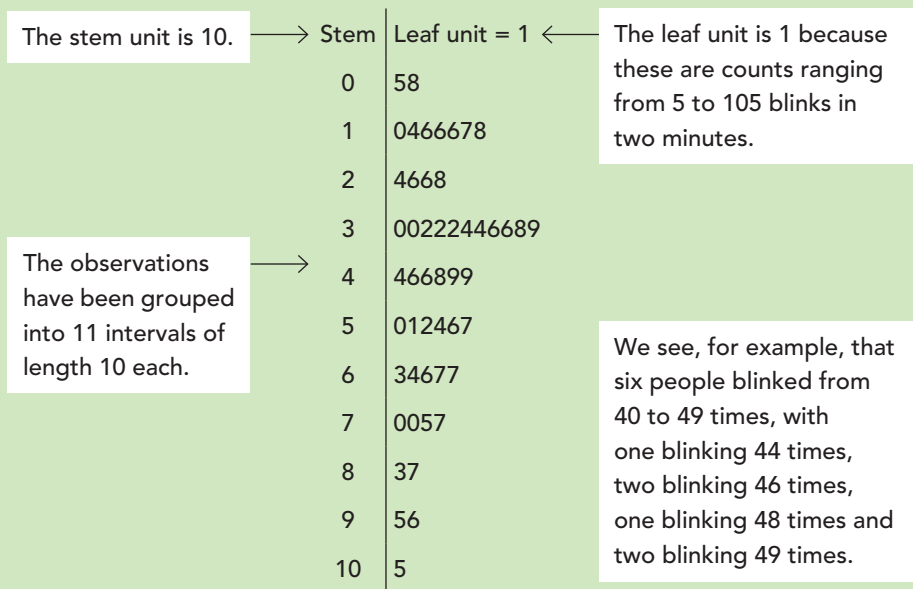 The stem unit is 10.
Stem Leaf unit = 1
The leaf unit is 1 because
these are counts ranging
from 5 to 105 blinks in
two minutes.
0 58
1 0466678
2 4668
3 00222446689
4 466899
5 012467
6 34677
7 0057
8 37
9 56
10 5
The observations
have been grouped
into 11 intervals of
length 10 each.
We see, for example, that
six people blinked from
40 to 49 times, with
one blinking 44 times,
two blinking 46 times,
one blinking 48 times and
two blinking 49 times.